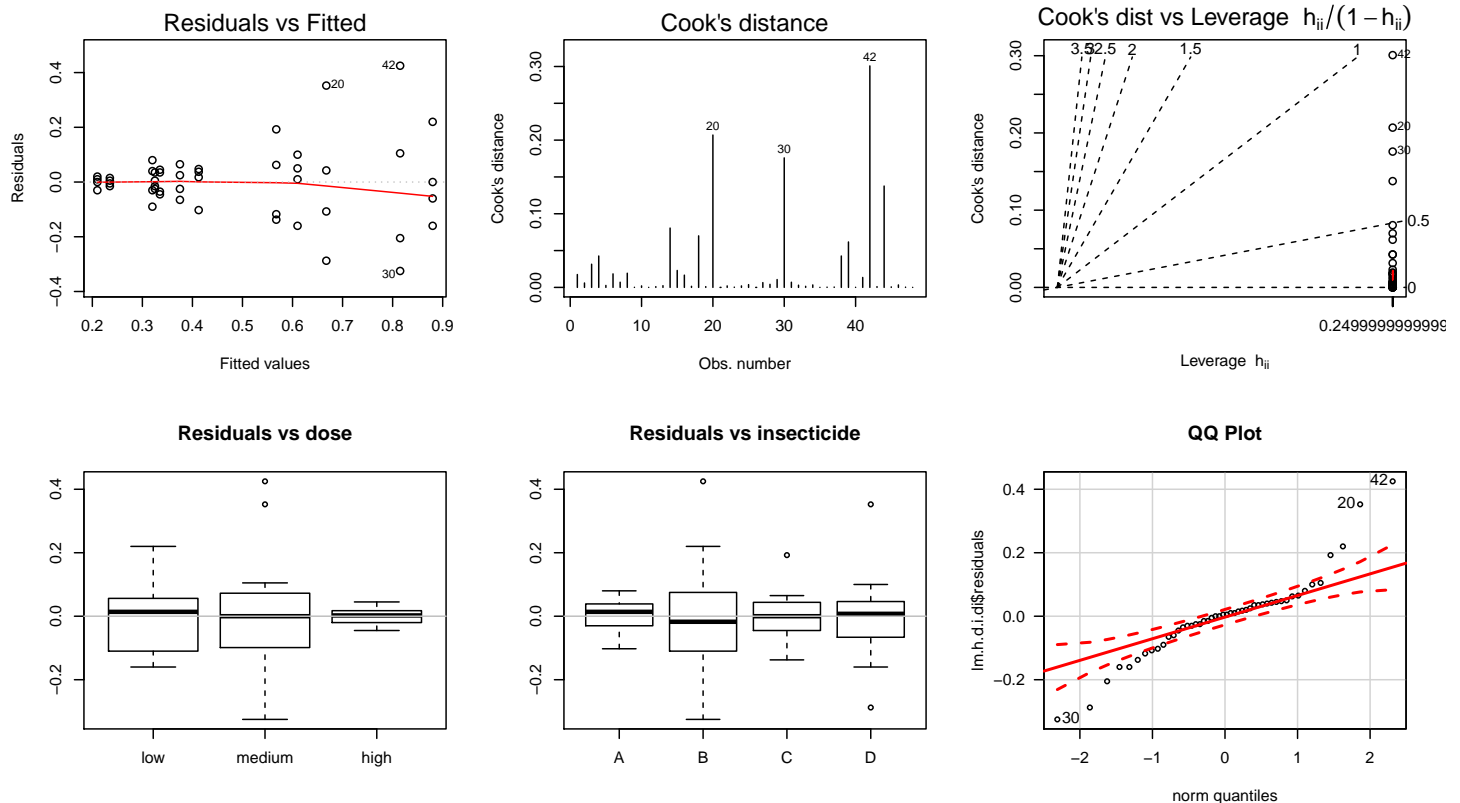 Residuals vs Fitted
Residuals
0.4
0.2
0.0
−0.2
−0.4
42
20
30
0.2 0.3 0.4 0.5 0.6 0.7 0.8 0.9
Fitted values
Cook's distance
Cook's distance
0.30
0.20
0.10
0.00
42
20
30
0 10 20 30 40
Obs. number
Cook's dist vs Leverage hii/(1−hii)
Cook's distance
0.30
0.20
0.10
0.00
3.5 3 2.5 2 1.5 1
42
20
30
0.5
0
0.2499999999999
Leverage hii
Residuals vs dose
0.4
0.2
0.0
−0.2
low medium high
Residuals vs insecticide
0.4
0.2
0.0
−0.2
A B C D
QQ Plot
lm.h.d.i.di$residuals
0.4
0.2
0.0
−0.2
42
20
30
−2 −1 0 1 2
norm quantiles